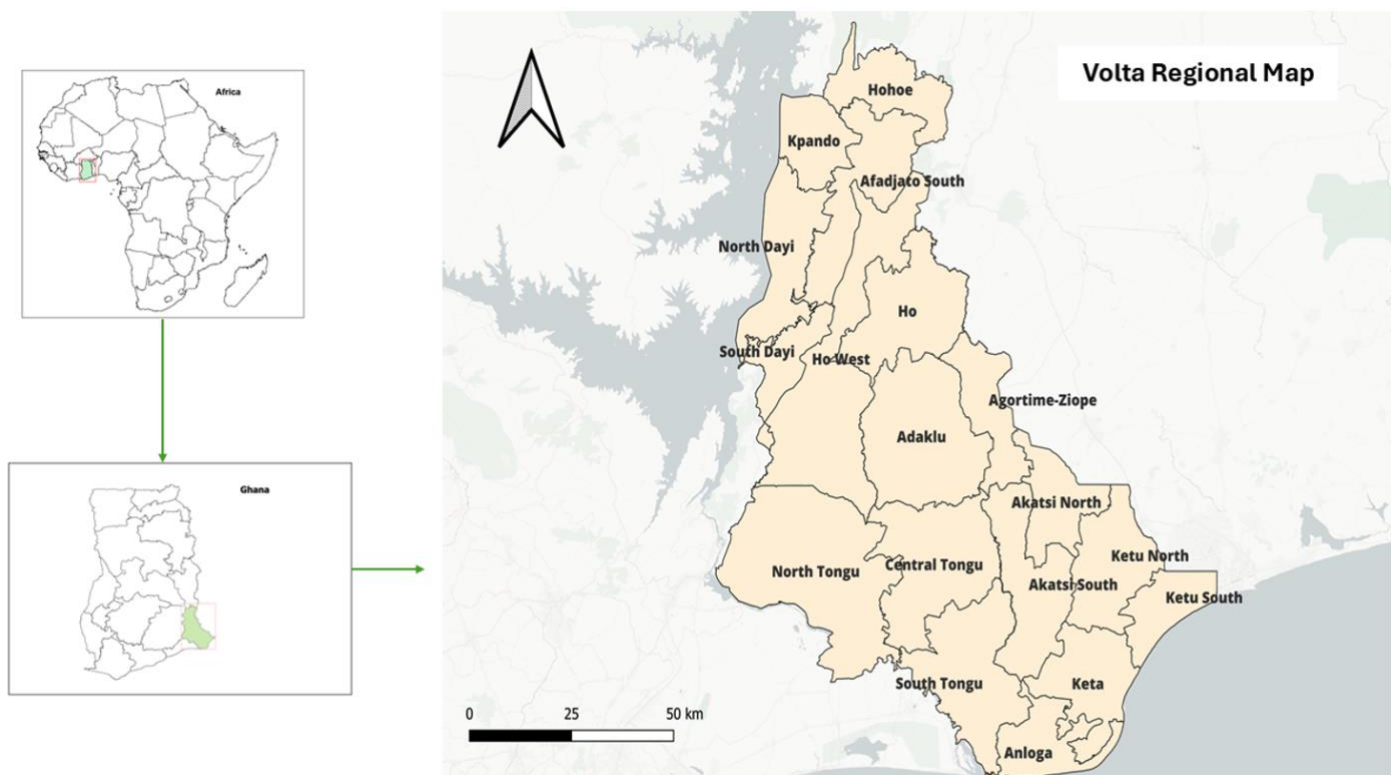 Africa
Ghana
Volta Regional Map
Hohoe
Kpando
Afadjato South
North Dayi
Ho
South Dayi
Ho West
Agortime-Ziope
Adaklu
Akatsi North
Ketu North
Central Tongu
North Tongu
Akatsi South
Ketu South
South Tongu
Keta
Anloga
0 25 50 km